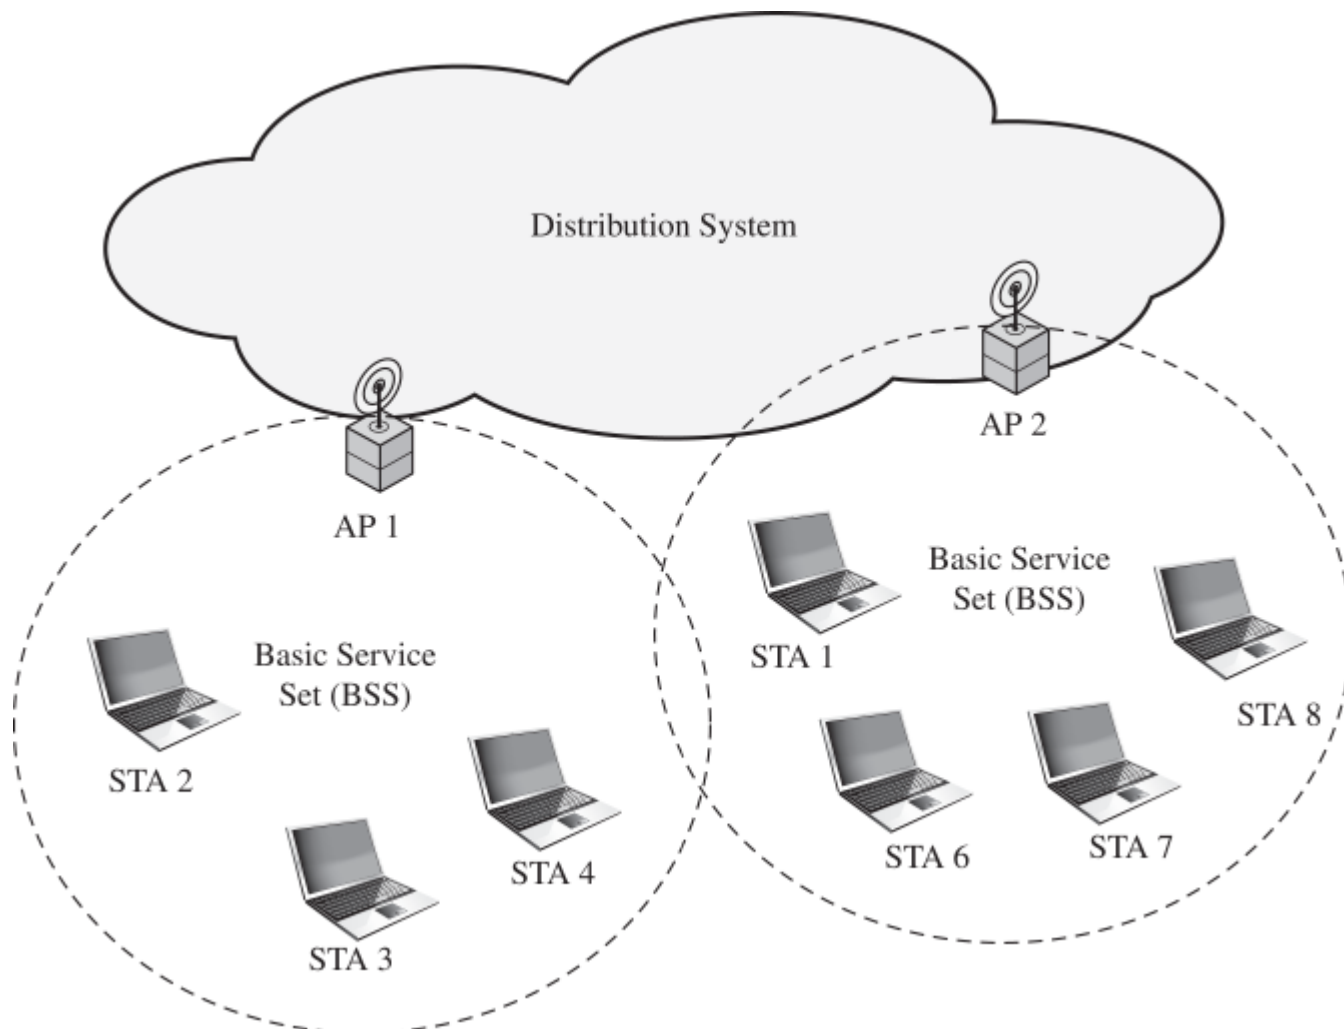 Distribution System
AP 2
AP 1
Basic Service
Set (BSS)
STA 1
STA 8
Basic Service
Set (BSS)
STA 2
STA 4
STA 3
STA 6
STA 7